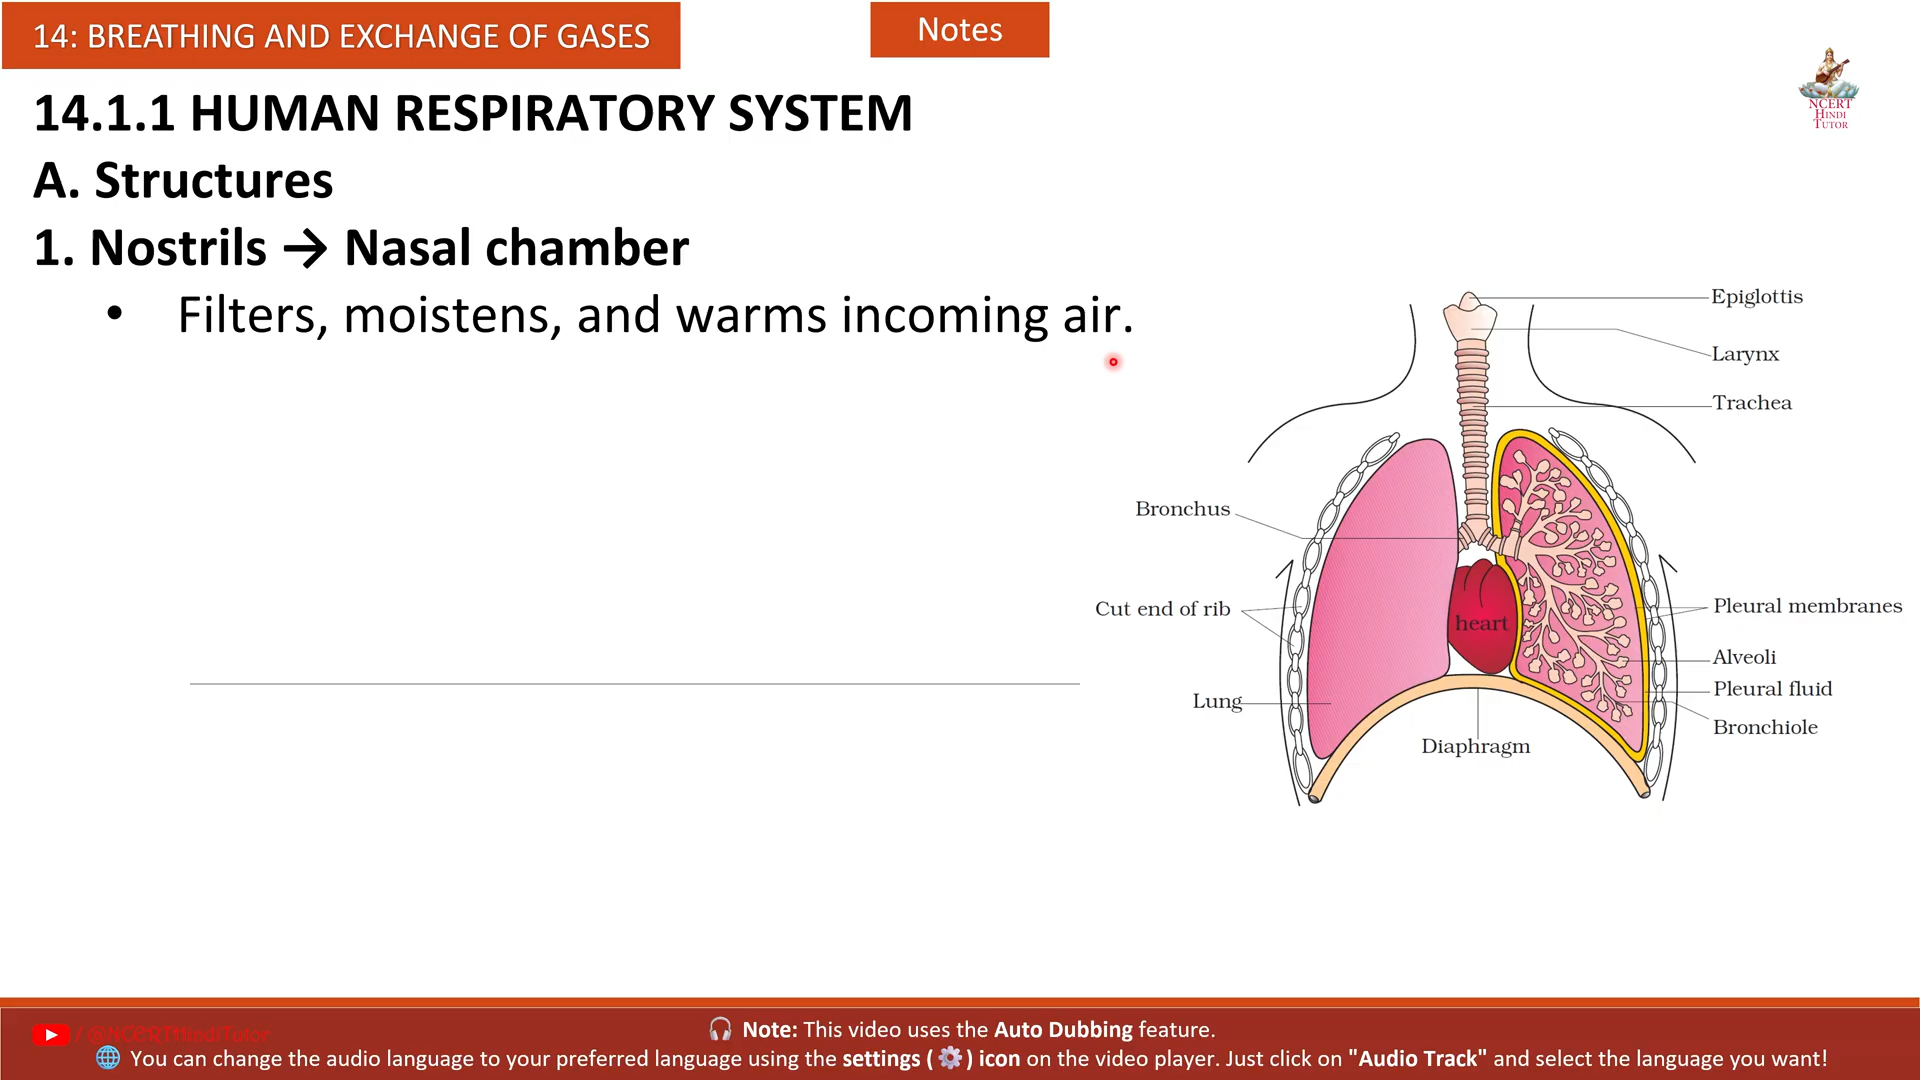 14: BREATHING AND EXCHANGE OF GASES
Notes
NCERT
HINDI
TUTOR
14.1.1 HUMAN RESPIRATORY SYSTEM
A. Structures
1. Nostrils → Nasal chamber
• Filters, moistens, and warms incoming air.
Epiglottis
Larynx
Trachea
Bronchus
Cut end of rib
heart
Pleural membranes
Alveoli
Pleural fluid
Lung
Bronchiole
Diaphragm
/ @NCERTHindiTutor
🎧 Note: This video uses the Auto Dubbing feature.
🌐 You can change the audio language to your preferred language using the settings ( ⚙️ ) icon on the video player. Just click on "Audio Track" and select the language you want!